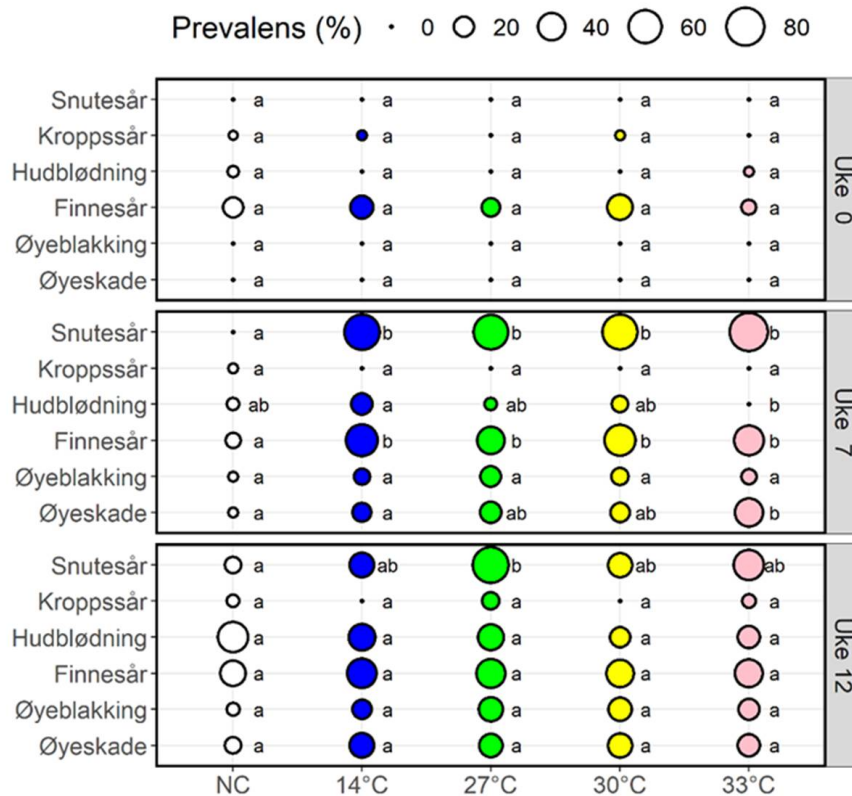 Prevalens (%) 0 20 40 60 80
Snutesår a a a a a
Kroppssår a a a a a
Hudblødning a a a a a
Finnesår a a a a a
Øyeblakking a a a a a
Øyeskade a a a a a
Uke 0
Snutesår a b b b b
Kroppssår a a a a a
Hudblødning ab a ab ab b
Finnesår a b b b b
Øyeblakking a a a a a
Øyeskade a a ab ab b
Uke 7
Snutesår a ab b ab ab
Kroppssår a a a a a
Hudblødning a a a a a
Finnesår a a a a a
Øyeblakking a a a a a
Øyeskade a a a a a
Uke 12
NC 14°C 27°C 30°C 33°C